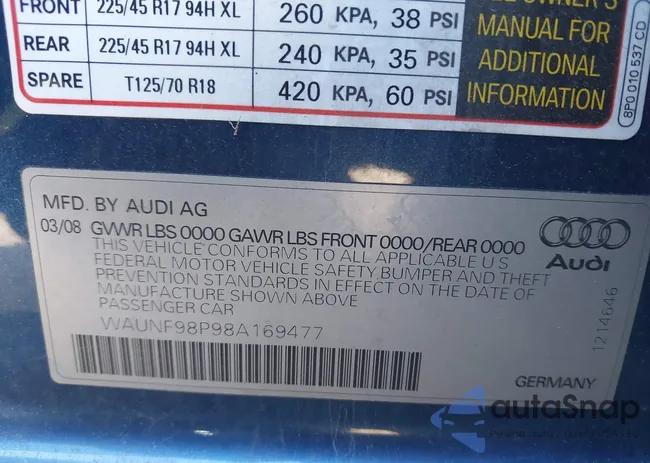 FRONT 225/45 R17 94H XL 260 KPA, 38 PSI
REAR 225/45 R17 94H XL 240 KPA, 35 PSI
SPARE T125/70 R18 420 KPA, 60 PSI
OWNER'S
MANUAL FOR
ADDITIONAL
INFORMATION
8P0 010 537 CD
MFD. BY AUDI AG
03/08 GVWR LBS 0000 GAWR LBS FRONT 0000/REAR 0000
THIS VEHICLE CONFORMS TO ALL APPLICABLE U S
FEDERAL MOTOR VEHICLE SAFETY, BUMPER AND THEFT
PREVENTION STANDARDS IN EFFECT ON THE DATE OF
MANUFACTURE SHOWN ABOVE
PASSENGER CAR
WAUNF98P98A169477
Audi
1214646
GERMANY
autoSnap